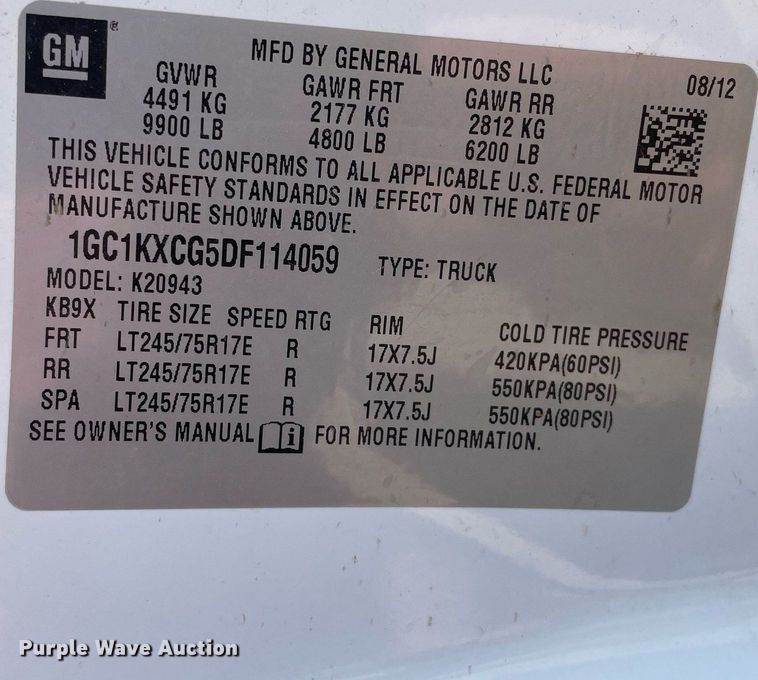 GM®
MFD BY GENERAL MOTORS LLC 08/12
GVWR GAWR FRT GAWR RR
4491 KG 2177 KG 2812 KG
9900 LB 4800 LB 6200 LB
THIS VEHICLE CONFORMS TO ALL APPLICABLE U.S. FEDERAL MOTOR
VEHICLE SAFETY STANDARDS IN EFFECT ON THE DATE OF
MANUFACTURE SHOWN ABOVE.
1GC1KXCG5DF114059 TYPE: TRUCK
MODEL: K20943
KB9X TIRE SIZE SPEED RTG RIM COLD TIRE PRESSURE
FRT LT245/75R17E R 17X7.5J 420KPA(60PSI)
RR LT245/75R17E R 17X7.5J 550KPA(80PSI)
SPA LT245/75R17E R 17X7.5J 550KPA(80PSI)
SEE OWNER'S MANUAL i FOR MORE INFORMATION.
Purple Wave Auction